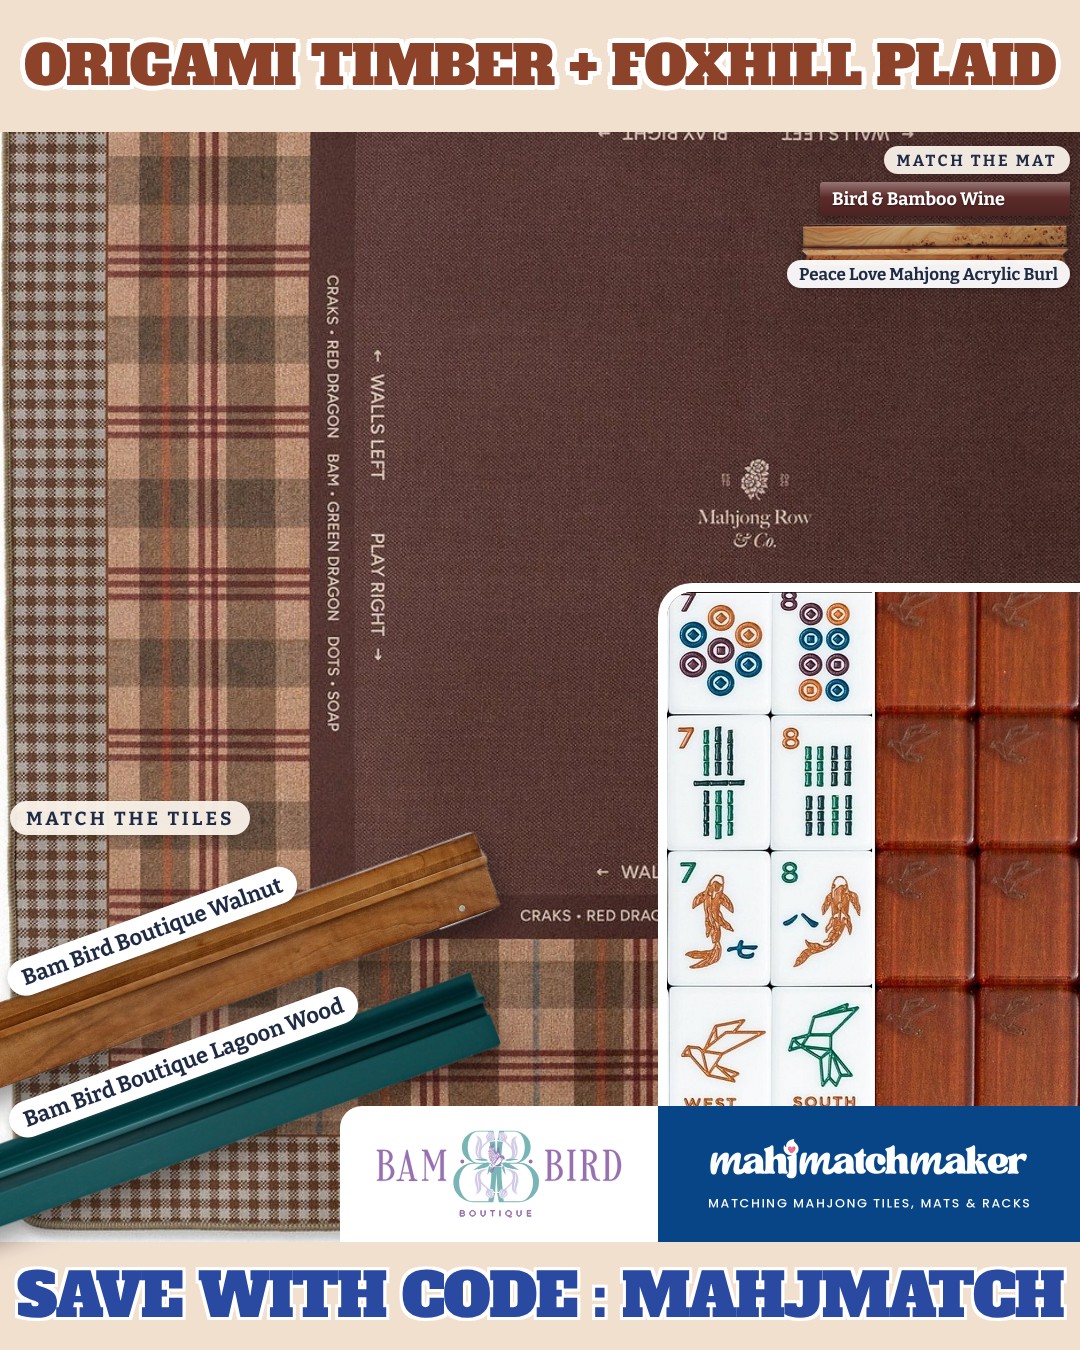 ORIGAMI TIMBER + FOXHILL PLAID
← PLAY RIGHT WALLS LEFT →
MATCH THE MAT
Bird & Bamboo Wine
Peace Love Mahjong Acrylic Burl
CRAKS • RED DRAGON BAM • GREEN DRAGON DOTS • SOAP
← WALLS LEFT PLAY RIGHT →
Mahjong Row
& Co.
7 8
7 8
7 8
七 八
WEST SOUTH
MATCH THE TILES
← WAL
CRAKS • RED DRAG
Bam Bird Boutique Walnut
Bam Bird Boutique Lagoon Wood
BAM BIRD
BOUTIQUE
mahjmatchmaker
MATCHING MAHJONG TILES, MATS & RACKS
SAVE WITH CODE : MAHJMATCH